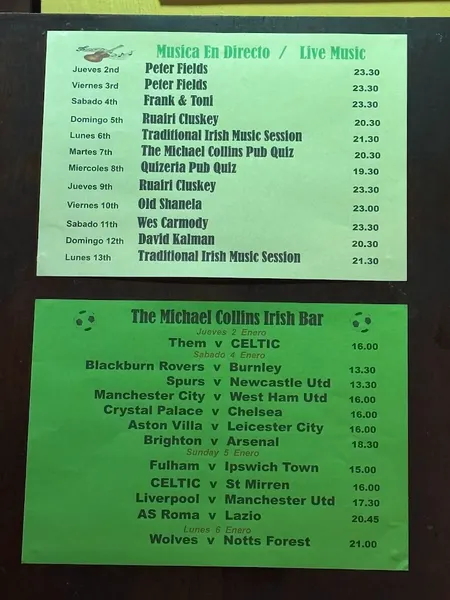 Musica En Directo / Live Music
Jueves 2nd Peter Fields 23.30
Viernes 3rd Peter Fields 23.30
Sabado 4th Frank & Toni 23.30
Domingo 5th Ruairi Cluskey 20.30
Lunes 6th Traditional Irish Music Session 21.30
Martes 7th The Michael Collins Pub Quiz 20.30
Miercoles 8th Quizeria Pub Quiz 19.30
Jueves 9th Ruairi Cluskey 23.30
Viernes 10th Old Shanela 23.00
Sabado 11th Wes Carmody 23.30
Domingo 12th David Kalman 20.30
Lunes 13th Traditional Irish Music Session 21.30
The Michael Collins Irish Bar
Jueves 2 Enero
Them v CELTIC 16.00
Sabado 4 Enero
Blackburn Rovers v Burnley 13.30
Spurs v Newcastle Utd 13.30
Manchester City v West Ham Utd 16.00
Crystal Palace v Chelsea 16.00
Aston Villa v Leicester City 16.00
Brighton v Arsenal 18.30
Sunday 5 Enero
Fulham v Ipswich Town 15.00
CELTIC v St Mirren 16.00
Liverpool v Manchester Utd 17.30
AS Roma v Lazio 20.45
Lunes 6 Enero
Wolves v Notts Forest 21.00